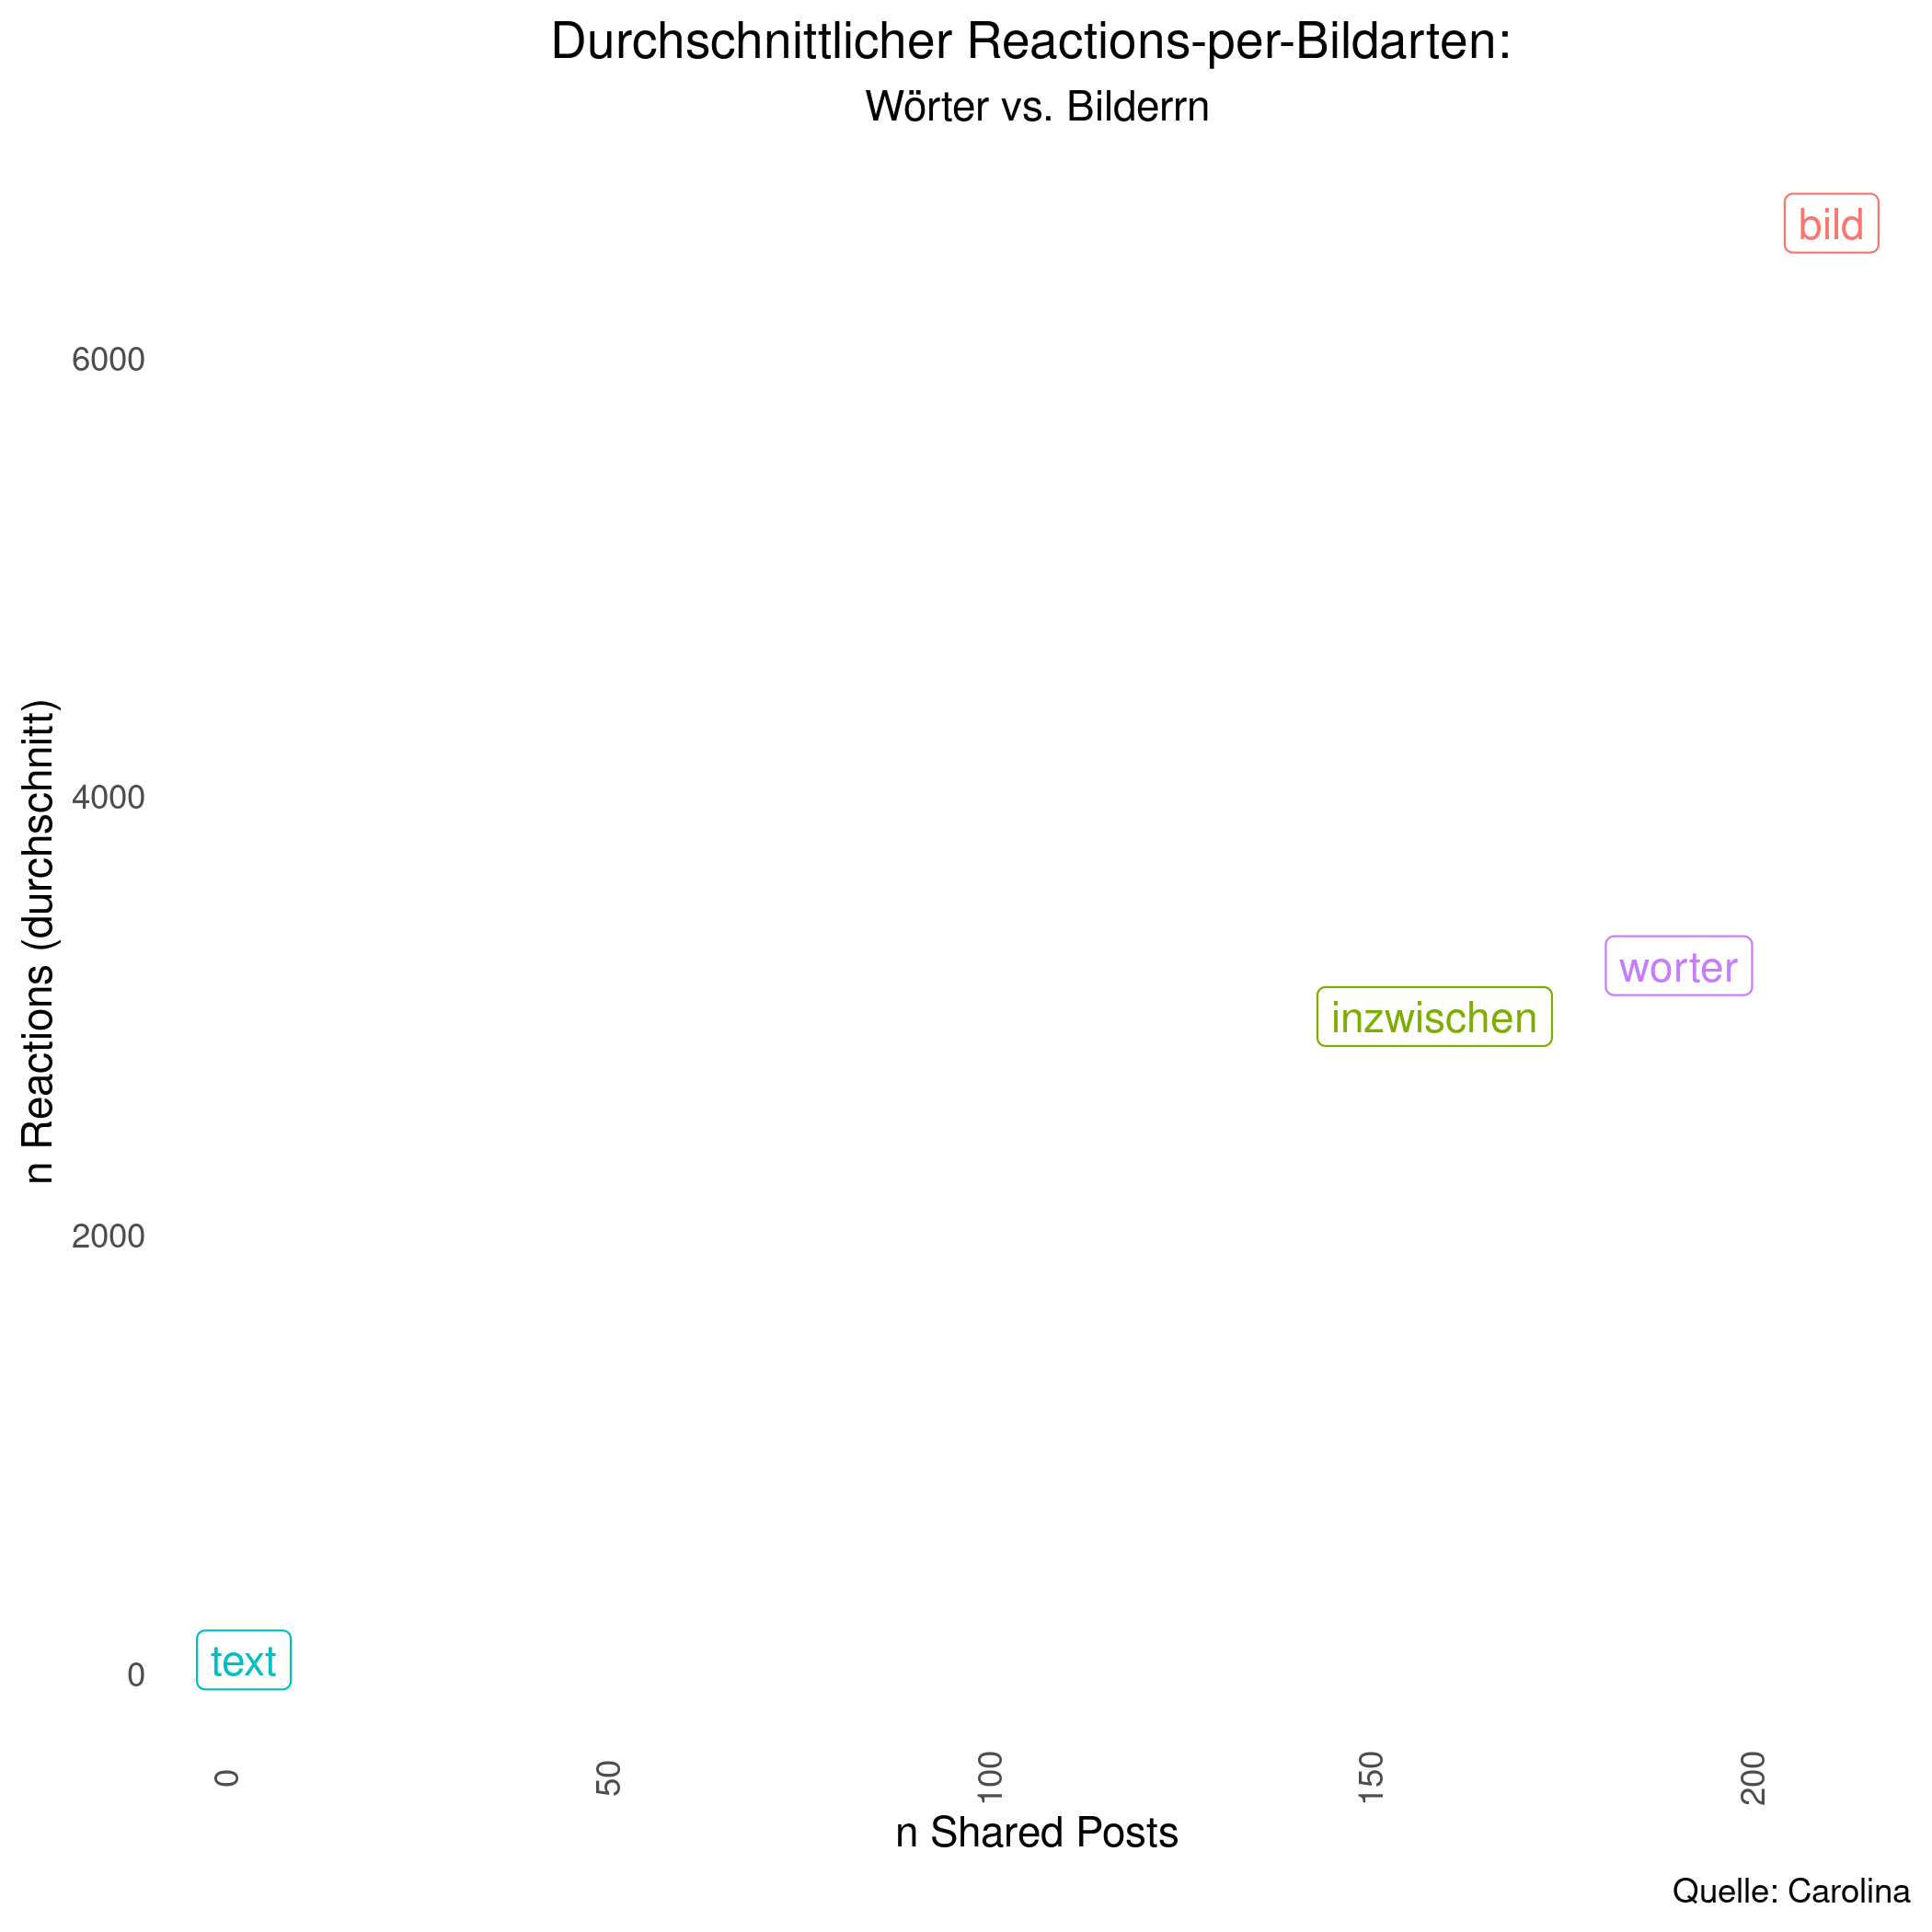 Durchschnittlicher Reactions-per-Bildarten:
Wörter vs. Bilderrn
bild
6000
n Reactions (durchschnitt)
4000
worter
inzwischen
2000
text
0
0
50
100
150
200
n Shared Posts
Quelle: Carolina